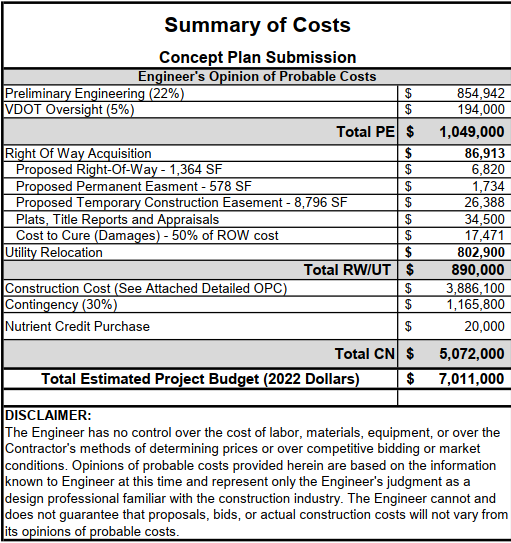 Summary of Costs
Concept Plan Submission
Engineer's Opinion of Probable Costs
Preliminary Engineering (22%) $ 854,942
VDOT Oversight (5%) $ 194,000
Total PE $ 1,049,000
Right Of Way Acquisition $ 86,913
Proposed Right-Of-Way - 1,364 SF $ 6,820
Proposed Permanent Easment - 578 SF $ 1,734
Proposed Temporary Construction Easement - 8,796 SF $ 26,388
Plats, Title Reports and Appraisals $ 34,500
Cost to Cure (Damages) - 50% of ROW cost $ 17,471
Utility Relocation $ 802,900
Total RW/UT $ 890,000
Construction Cost (See Attached Detailed OPC) $ 3,886,100
Contingency (30%) $ 1,165,800
Nutrient Credit Purchase $ 20,000
Total CN $ 5,072,000
Total Estimated Project Budget (2022 Dollars) $ 7,011,000
DISCLAIMER:
The Engineer has no control over the cost of labor, materials, equipment, or over the
Contractor's methods of determining prices or over competitive bidding or market
conditions. Opinions of probable costs provided herein are based on the information
known to Engineer at this time and represent only the Engineer's judgment as a
design professional familiar with the construction industry. The Engineer cannot and
does not guarantee that proposals, bids, or actual construction costs will not vary from
its opinions of probable costs.